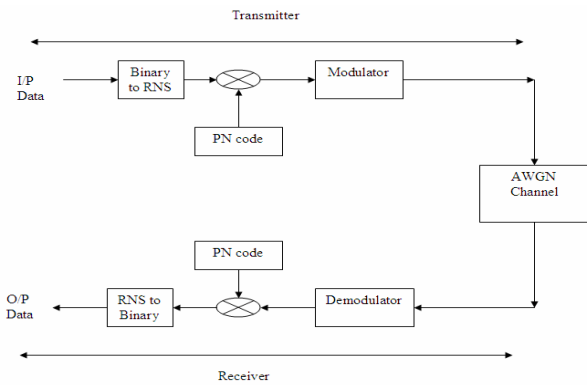 Transmitter
I/P
Data
Binary
to RNS
Modulator
PN code
AWGN
Channel
PN code
O/P
Data
RNS to
Binary
Demodulator
Receiver